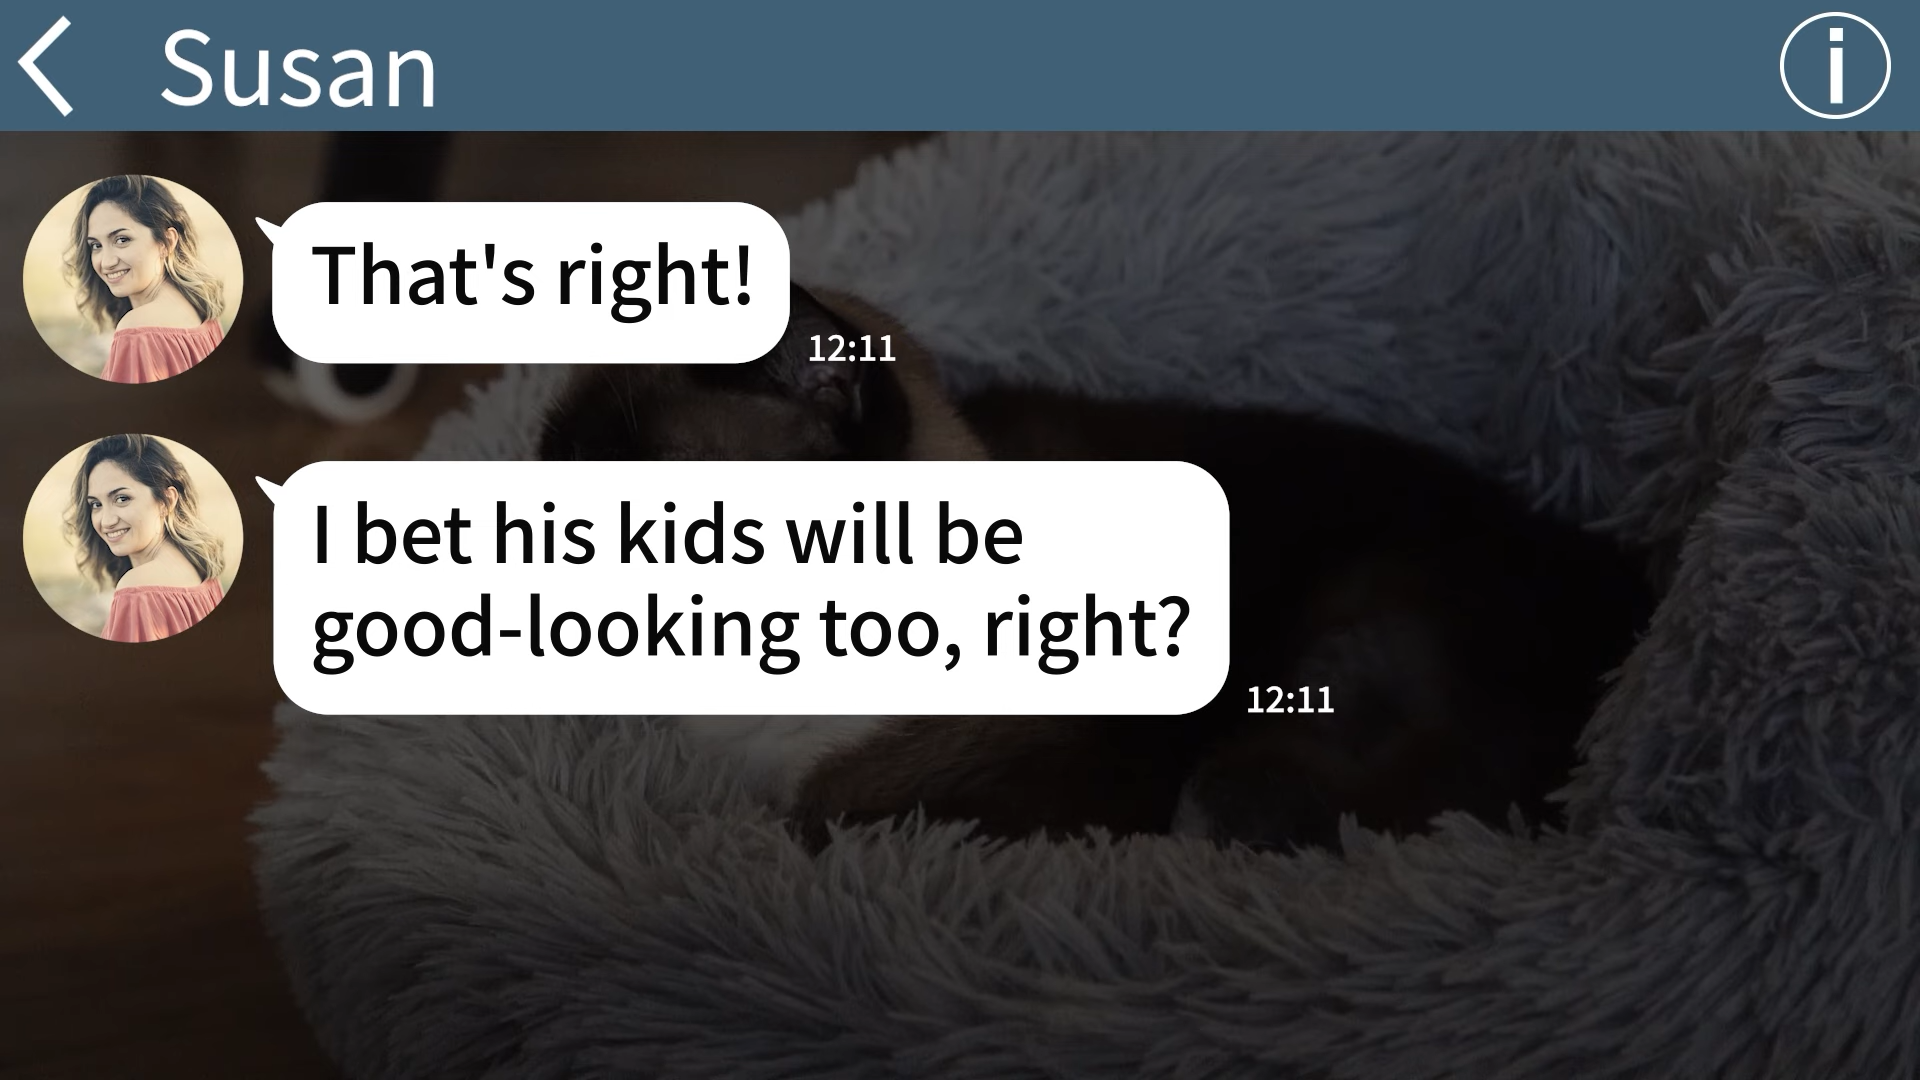 Susan
That's right!
12:11
I bet his kids will be
good-looking too, right?
12:11